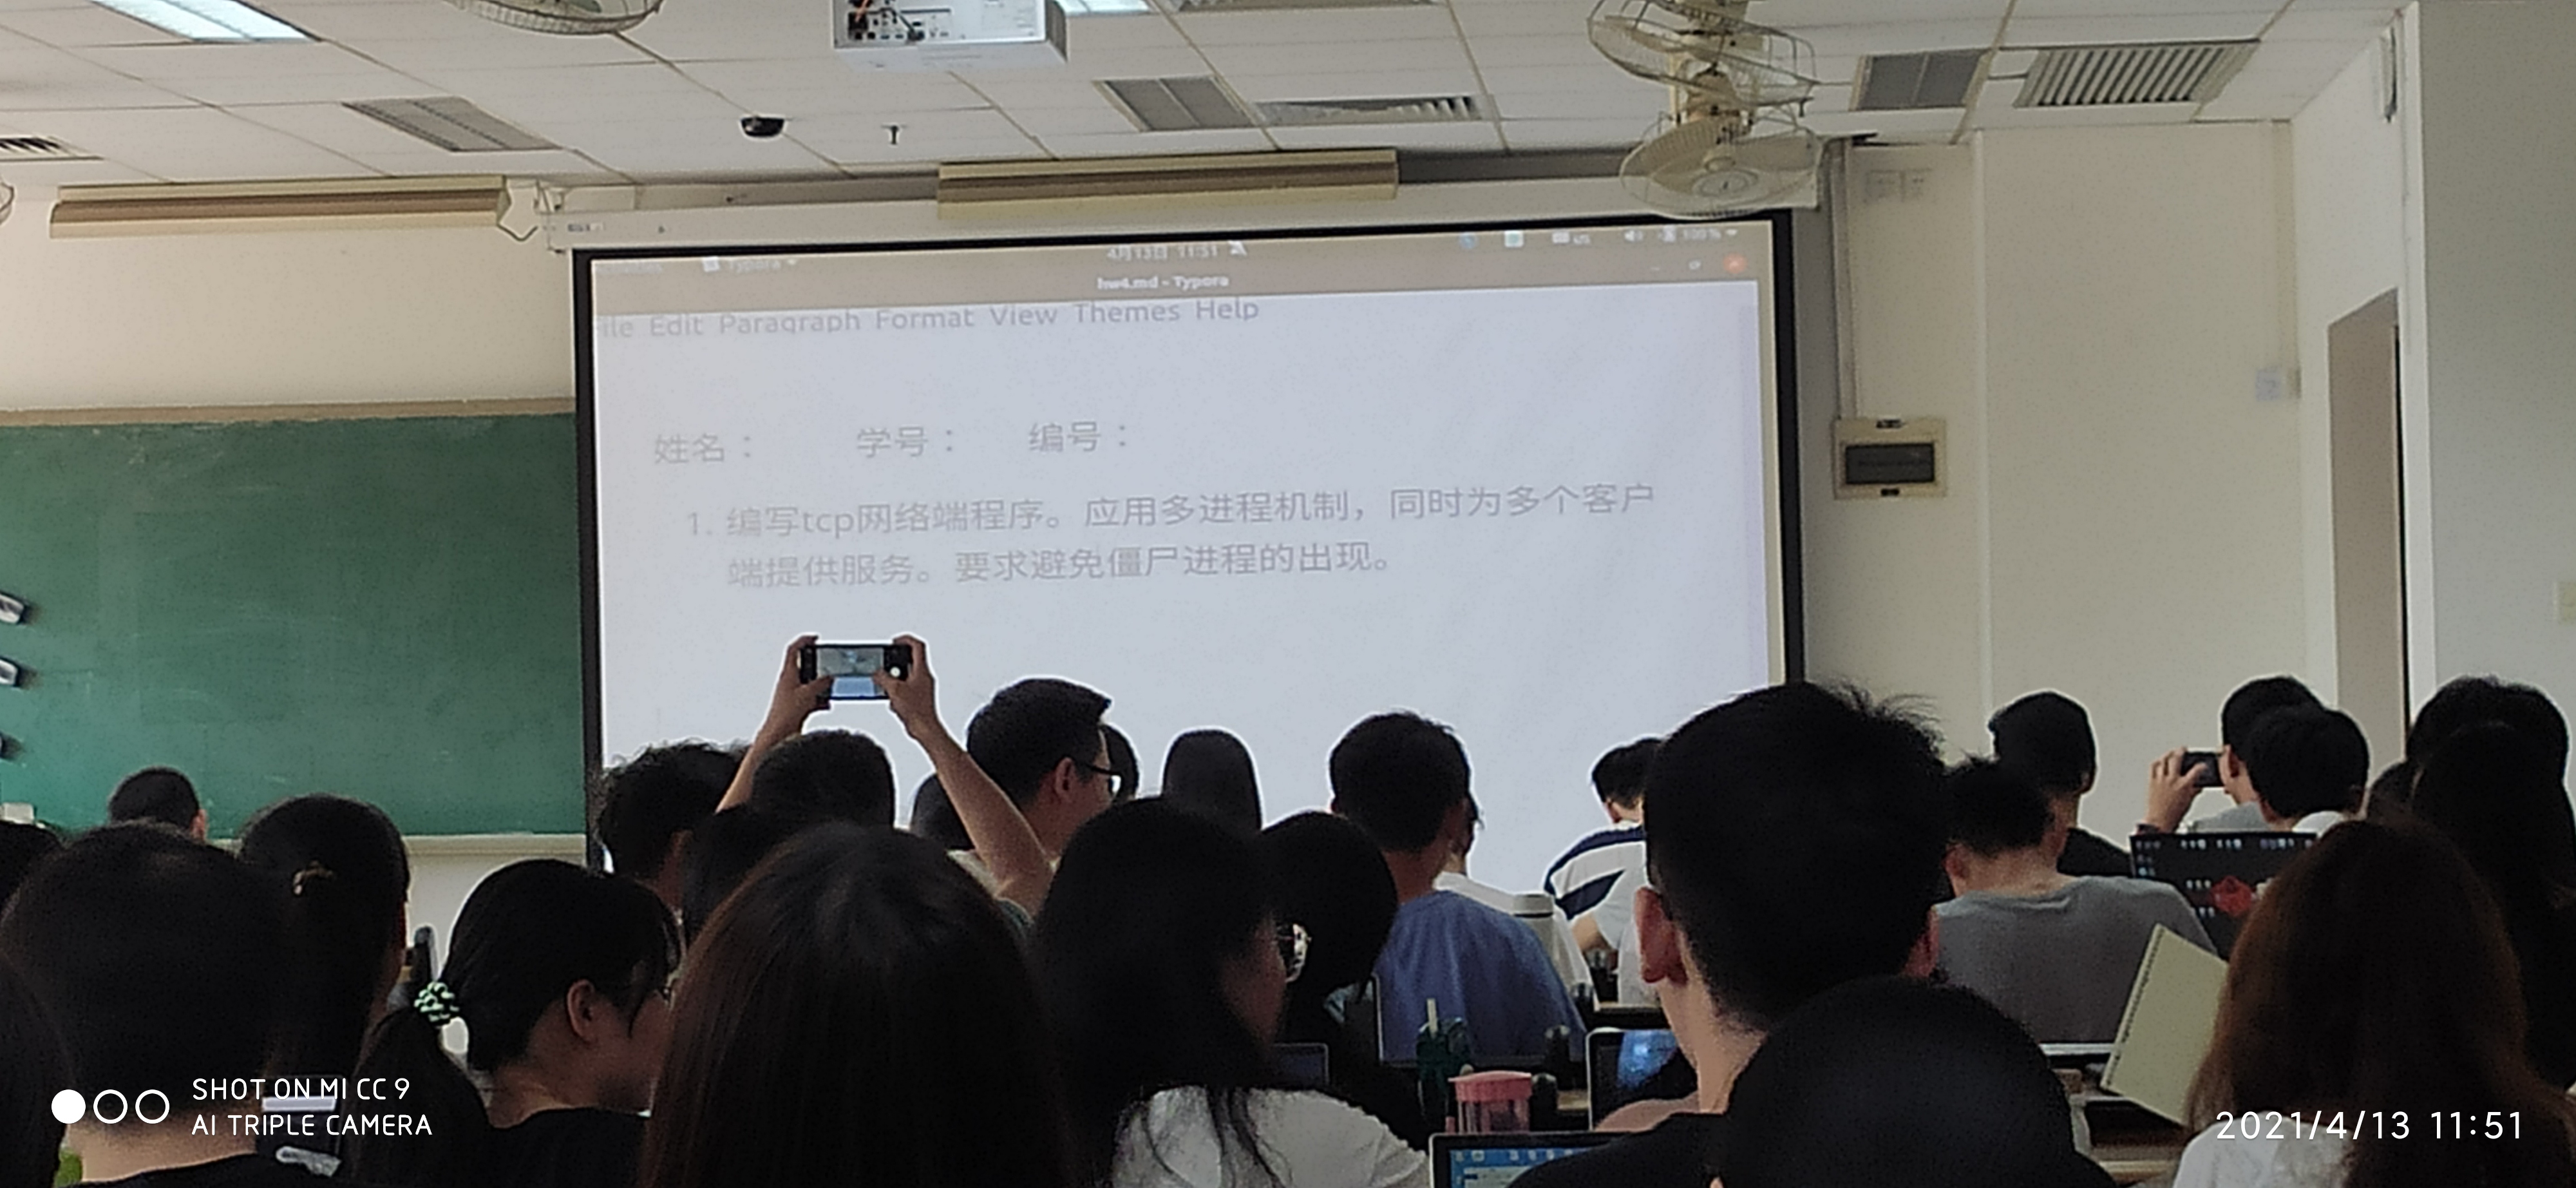 Typora
4月13日 11:51
100 %
hw4.md - Typora
ile Edit Paragraph Format View Themes Help
姓名： 学号： 编号：
1. 编写tcp网络端程序。应用多进程机制，同时为多个客户
端提供服务。要求避免僵尸进程的出现。
SHOT ON MI CC 9
AI TRIPLE CAMERA
2021/4/13 11:51